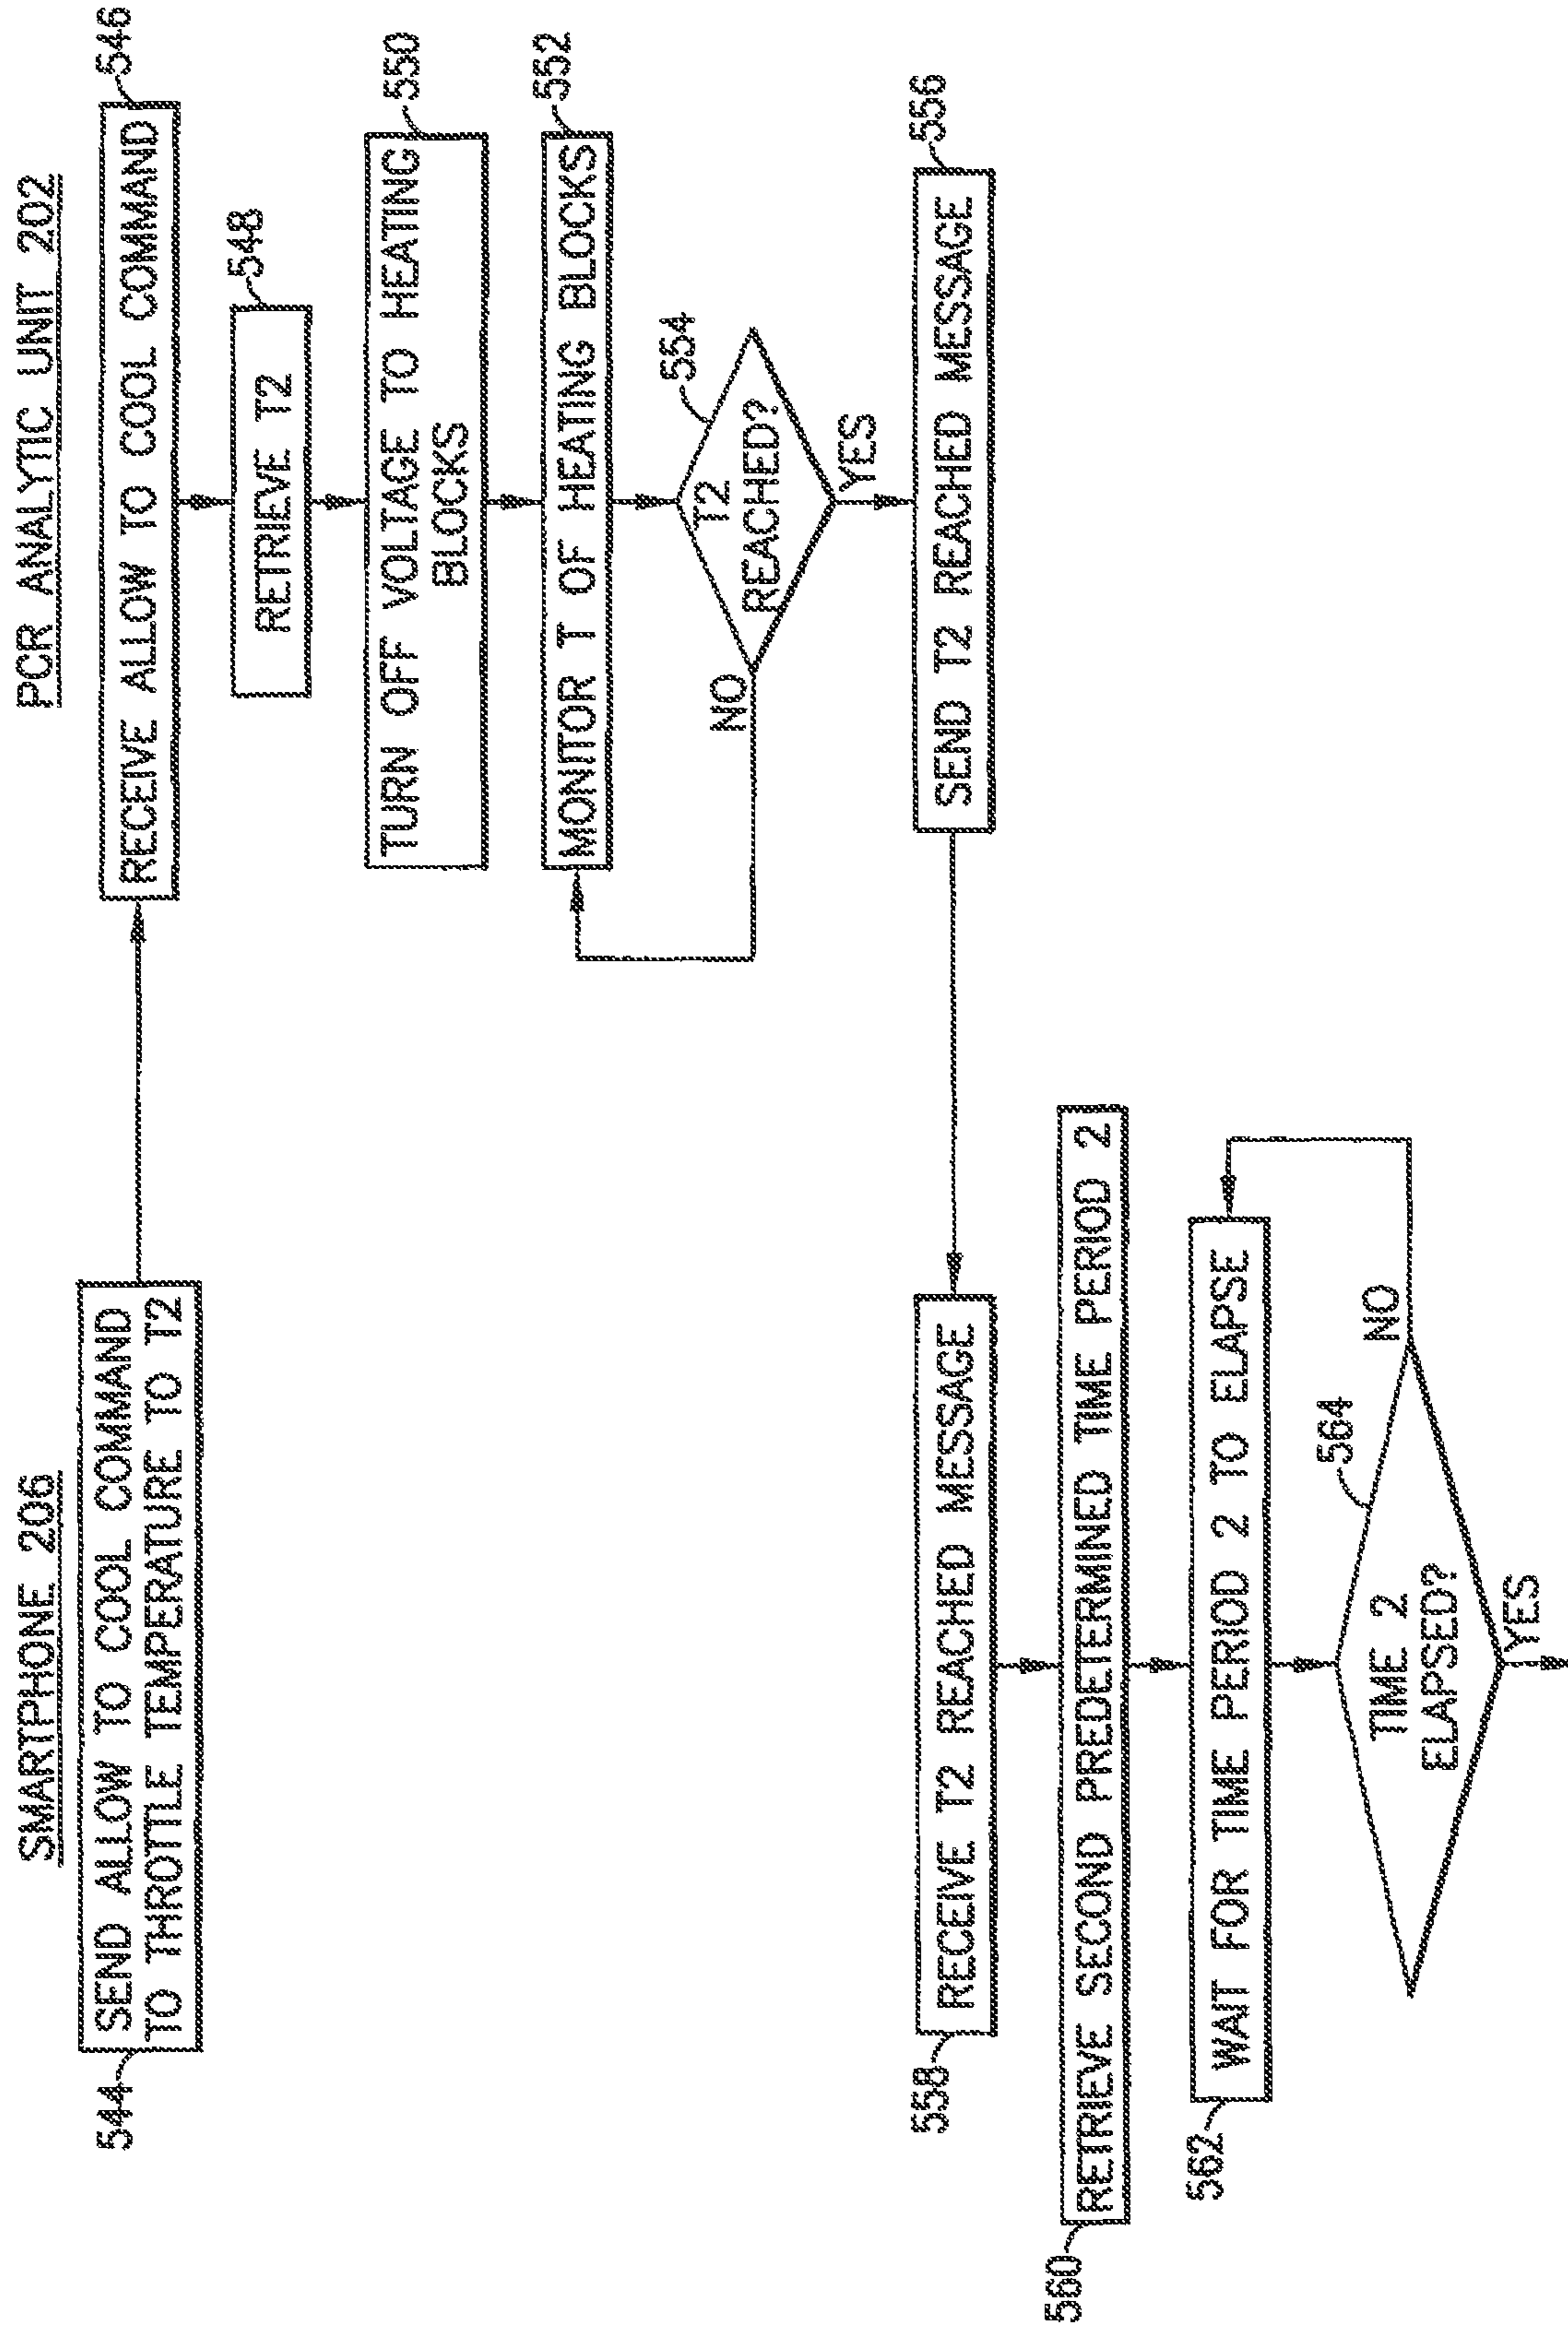 SMARTPHONE 206
PCR ANALYTIC UNIT 202
544
SEND ALLOW TO COOL COMMAND
TO THROTTLE TEMPERATURE TO T2
546
RECEIVE ALLOW TO COOL COMMAND
548
RETRIEVE T2
550
TURN OFF VOLTAGE TO HEATING
BLOCKS
552
MONITOR T OF HEATING BLOCKS
554
T2
REACHED?
NO
YES
556
SEND T2 REACHED MESSAGE
558
RECEIVE T2 REACHED MESSAGE
560
RETRIEVE SECOND PREDETERMINED TIME PERIOD 2
562
WAIT FOR TIME PERIOD 2 TO ELAPSE
564
TIME 2
ELAPSED?
NO
YES